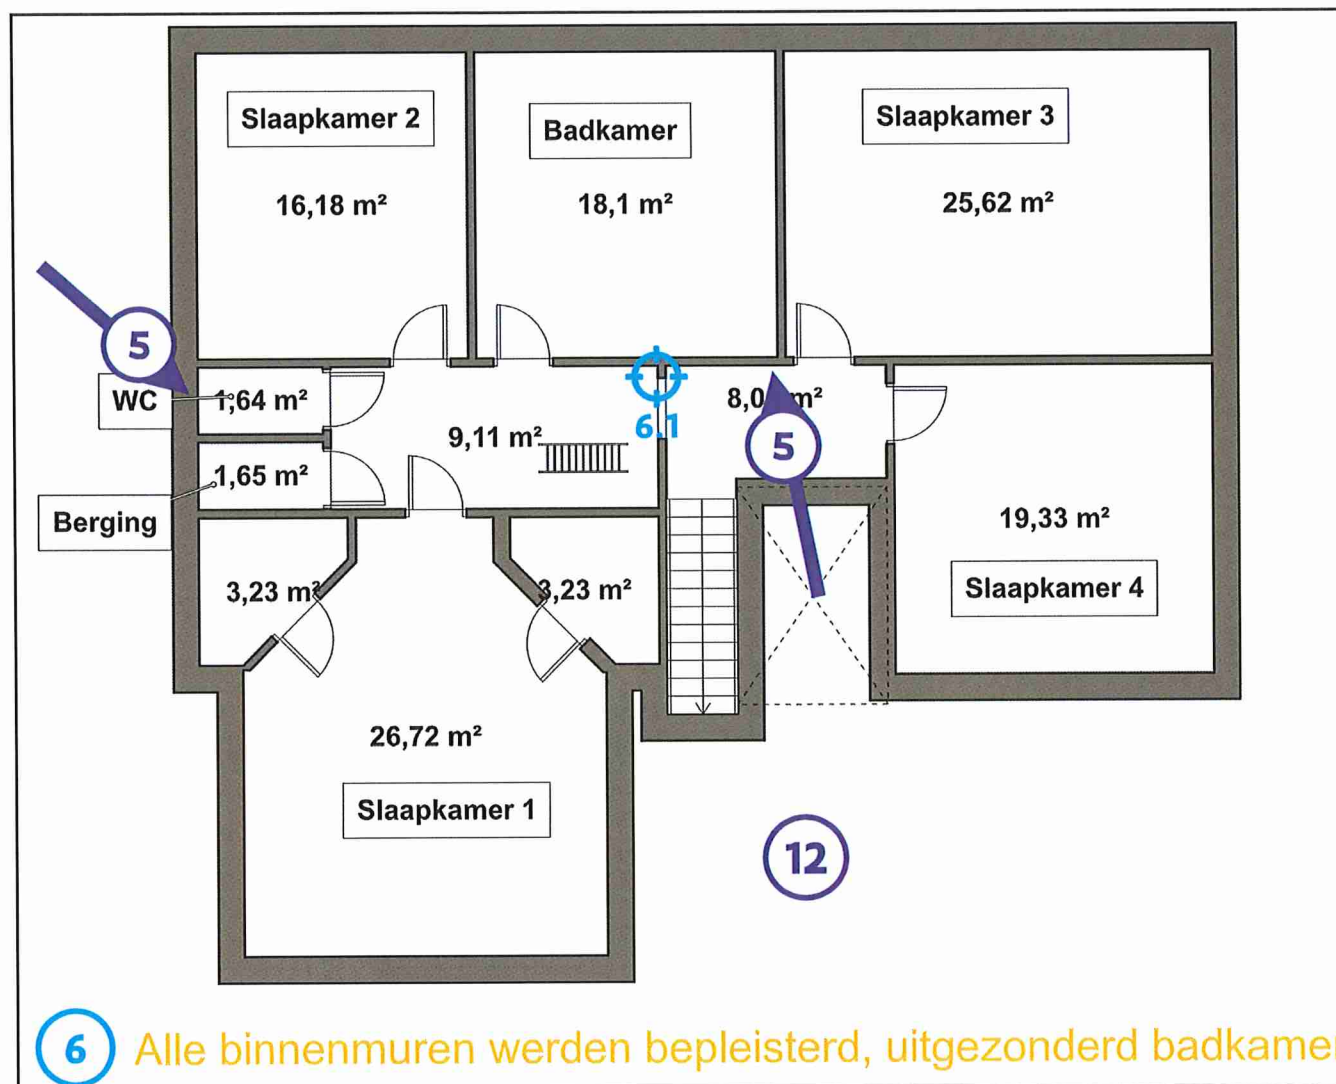 Slaapkamer 2
Badkamer
Slaapkamer 3
16,18 m²
18,1 m²
25,62 m²
5
WC
1,64 m²
6.1
9,11 m²
5
1,65 m²
Berging
19,33 m²
Slaapkamer 4
3,23 m²
3,23 m²
26,72 m²
Slaapkamer 1
12
6 Alle binnenmuren werden bepleisterd, uitgezonderd